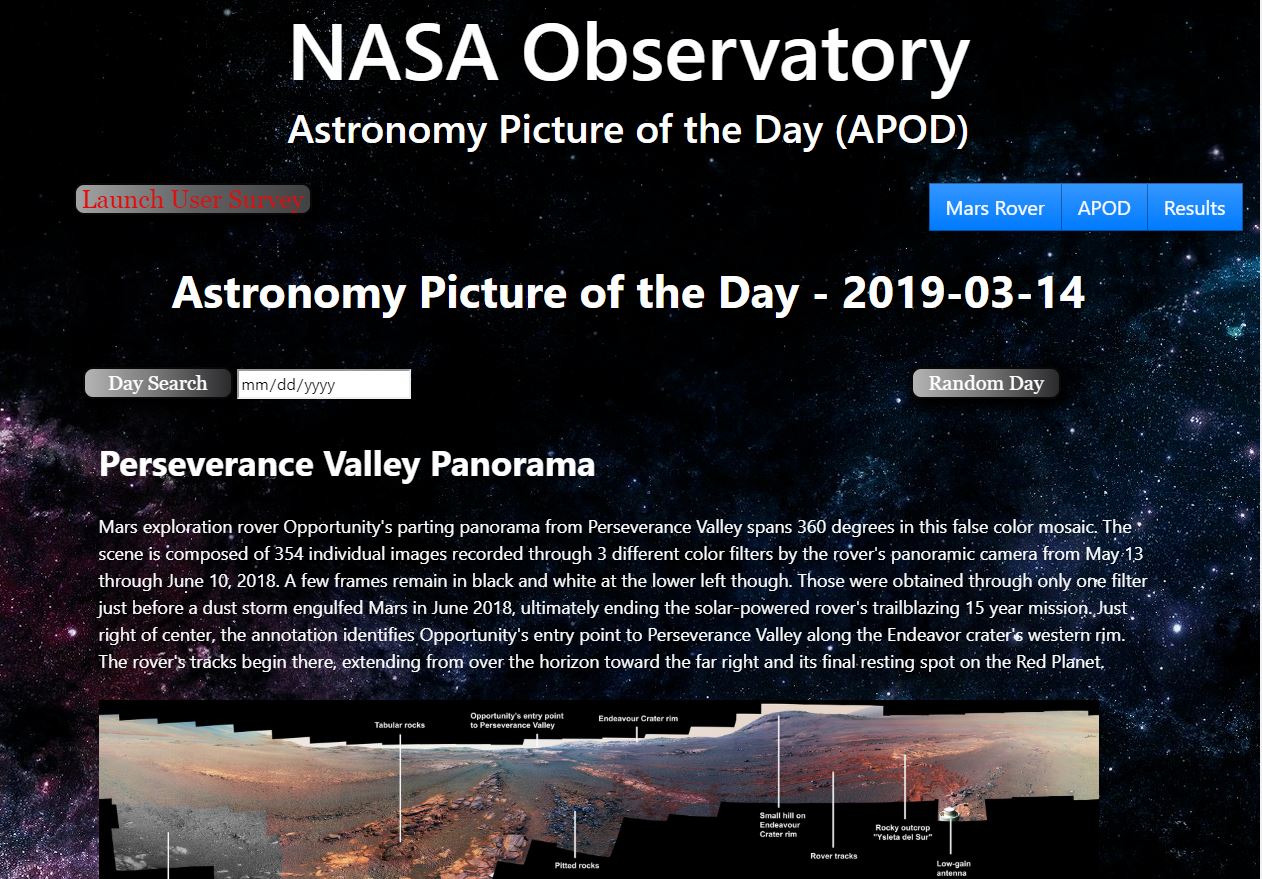 NASA Observatory
Astronomy Picture of the Day (APOD)
Launch User Survey
Mars Rover APOD Results
Astronomy Picture of the Day - 2019-03-14
Day Search mm/dd/yyyy Random Day
Perseverance Valley Panorama
Mars exploration rover Opportunity's parting panorama from Perseverance Valley spans 360 degrees in this false color mosaic. The
scene is composed of 354 individual images recorded through 3 different color filters by the rover's panoramic camera from May 13
through June 10, 2018. A few frames remain in black and white at the lower left though. Those were obtained through only one filter
just before a dust storm engulfed Mars in June 2018, ultimately ending the solar-powered rover's trailblazing 15 year mission. Just
right of center, the annotation identifies Opportunity's entry point to Perseverance Valley along the Endeavor crater's western rim.
The rover's tracks begin there, extending from over the horizon toward the far right and its final resting spot on the Red Planet.
Tabular rocks
Opportunity's entry point
to Perseverance Valley
Endeavour Crater rim
Small hill on
Endeavour
Crater rim
Rocky outcrop
"Ysleta del Sur"
Rover tracks
Pitted rocks
Low-gain
antenna